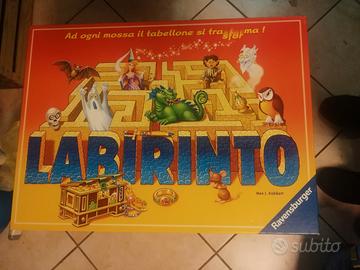 Ad ogni mossa il tabellone si trasforma !
LABIRINTO
Max J. Kobbert
Ravensburger
subito